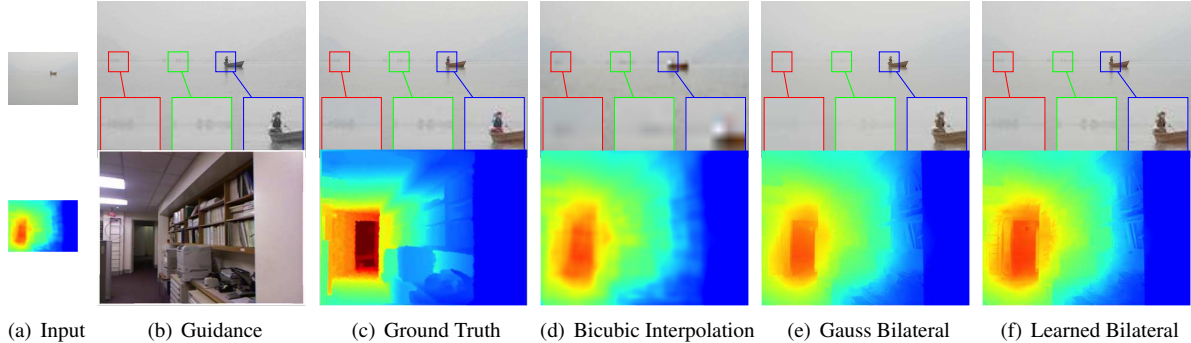 (a) Input
(b) Guidance
(c) Ground Truth
(d) Bicubic Interpolation
(e) Gauss Bilateral
(f) Learned Bilateral